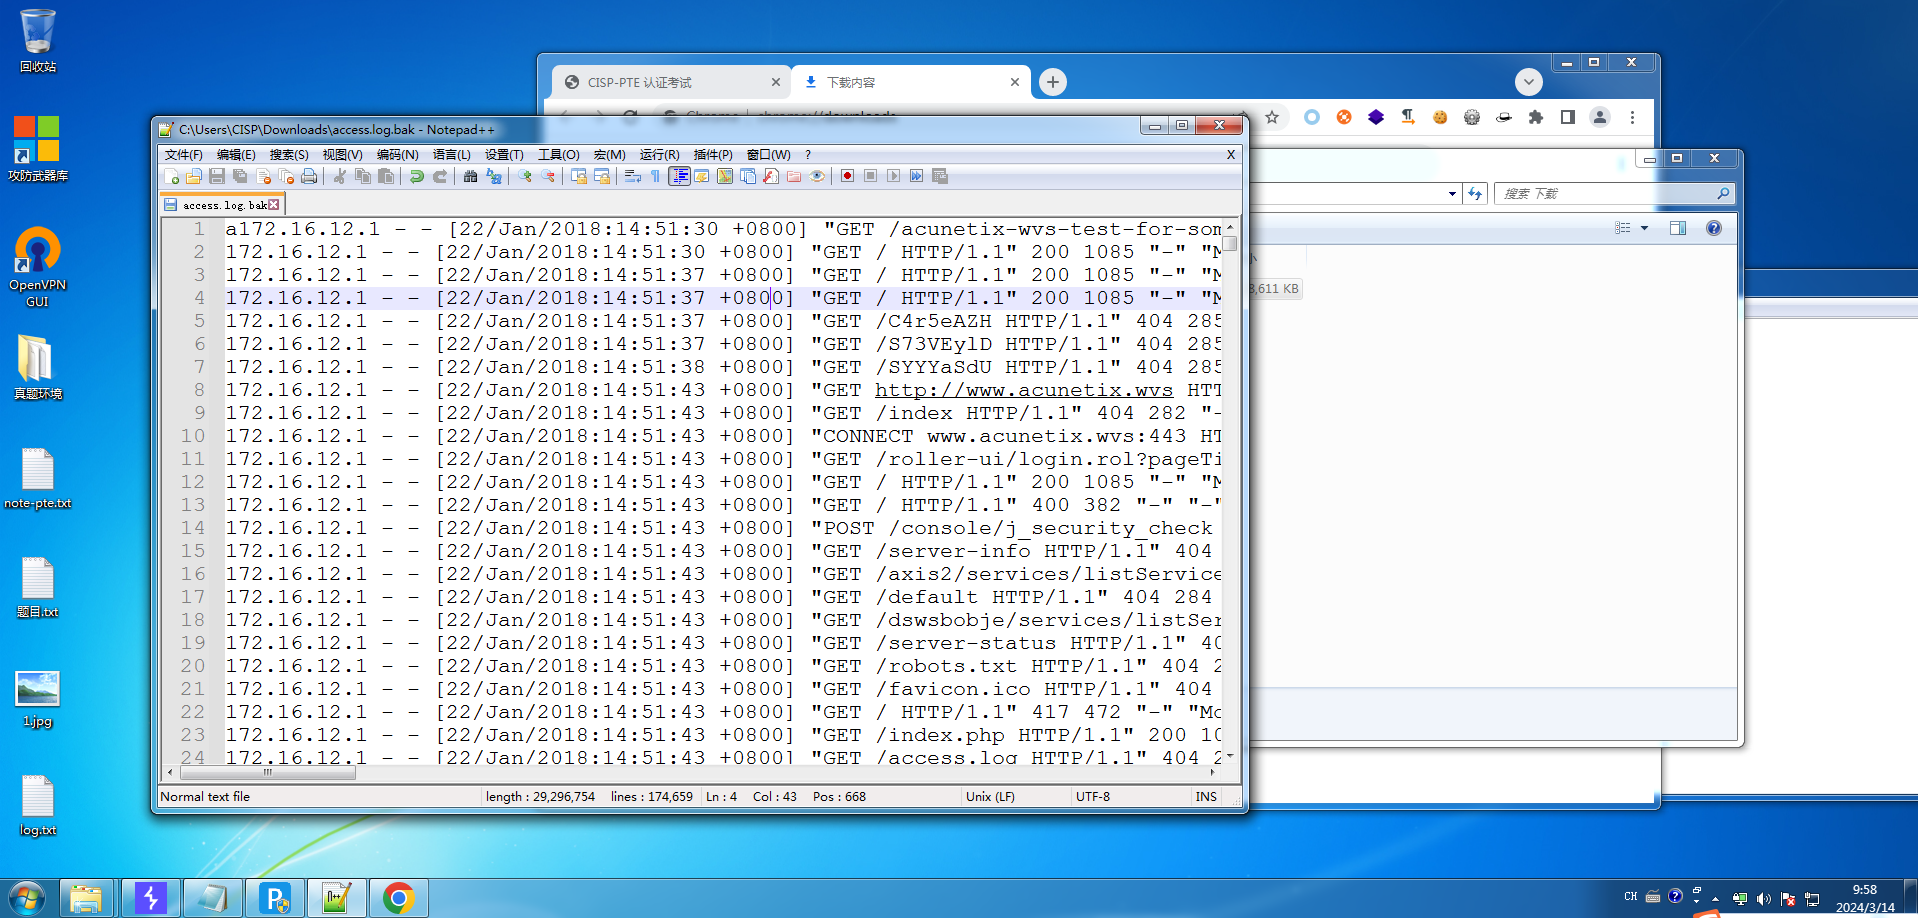 回收站
攻防武器库
OpenVPN
GUI
真题环境
note-pte.txt
题目.txt
1.jpg
log.txt
CISP-PTE 认证考试
下载内容
C:\Users\CISP\Downloads\access.log.bak - Notepad++
文件(F) 编辑(E) 搜索(S) 视图(V) 编码(N) 语言(L) 设置(T) 工具(O) 宏(M) 运行(R) 插件(P) 窗口(W) ? X
access.log.bak
1 a172.16.12.1 - - [22/Jan/2018:14:51:30 +0800] "GET /acunetix-wvs-test-for-som
2 172.16.12.1 - - [22/Jan/2018:14:51:30 +0800] "GET / HTTP/1.1" 200 1085 "-" "M
3 172.16.12.1 - - [22/Jan/2018:14:51:37 +0800] "GET / HTTP/1.1" 200 1085 "-" "M
4 172.16.12.1 - - [22/Jan/2018:14:51:37 +0800] "GET / HTTP/1.1" 200 1085 "-" "M
5 172.16.12.1 - - [22/Jan/2018:14:51:37 +0800] "GET /C4r5eAZH HTTP/1.1" 404 285
6 172.16.12.1 - - [22/Jan/2018:14:51:37 +0800] "GET /S73VEylD HTTP/1.1" 404 285
7 172.16.12.1 - - [22/Jan/2018:14:51:38 +0800] "GET /SYYYaSdU HTTP/1.1" 404 285
8 172.16.12.1 - - [22/Jan/2018:14:51:43 +0800] "GET http://www.acunetix.wvs HTT
9 172.16.12.1 - - [22/Jan/2018:14:51:43 +0800] "GET /index HTTP/1.1" 404 282 "-
10 172.16.12.1 - - [22/Jan/2018:14:51:43 +0800] "CONNECT www.acunetix.wvs:443 HT
11 172.16.12.1 - - [22/Jan/2018:14:51:43 +0800] "GET /roller-ui/login.rol?pageTi
12 172.16.12.1 - - [22/Jan/2018:14:51:43 +0800] "GET / HTTP/1.1" 200 1085 "-" "M
13 172.16.12.1 - - [22/Jan/2018:14:51:43 +0800] "GET / HTTP/1.1" 400 382 "-" "-"
14 172.16.12.1 - - [22/Jan/2018:14:51:43 +0800] "POST /console/j_security_check
15 172.16.12.1 - - [22/Jan/2018:14:51:43 +0800] "GET /server-info HTTP/1.1" 404
16 172.16.12.1 - - [22/Jan/2018:14:51:43 +0800] "GET /axis2/services/listService
17 172.16.12.1 - - [22/Jan/2018:14:51:43 +0800] "GET /default HTTP/1.1" 404 284
18 172.16.12.1 - - [22/Jan/2018:14:51:43 +0800] "GET /dswsbobje/services/listSer
19 172.16.12.1 - - [22/Jan/2018:14:51:43 +0800] "GET /server-status HTTP/1.1" 40
20 172.16.12.1 - - [22/Jan/2018:14:51:43 +0800] "GET /robots.txt HTTP/1.1" 404 2
21 172.16.12.1 - - [22/Jan/2018:14:51:43 +0800] "GET /favicon.ico HTTP/1.1" 404
22 172.16.12.1 - - [22/Jan/2018:14:51:43 +0800] "GET / HTTP/1.1" 417 472 "-" "Mo
23 172.16.12.1 - - [22/Jan/2018:14:51:43 +0800] "GET /index.php HTTP/1.1" 200 10
24 172.16.12.1 - - [22/Jan/2018:14:51:43 +0800] "GET /access.log HTTP/1.1" 404 2
Normal text file length : 29,296,754 lines : 174,659 Ln : 4 Col : 43 Pos : 668 Unix (LF) UTF-8 INS
搜索 下载
8,611 KB
CH
9:58
2024/3/14